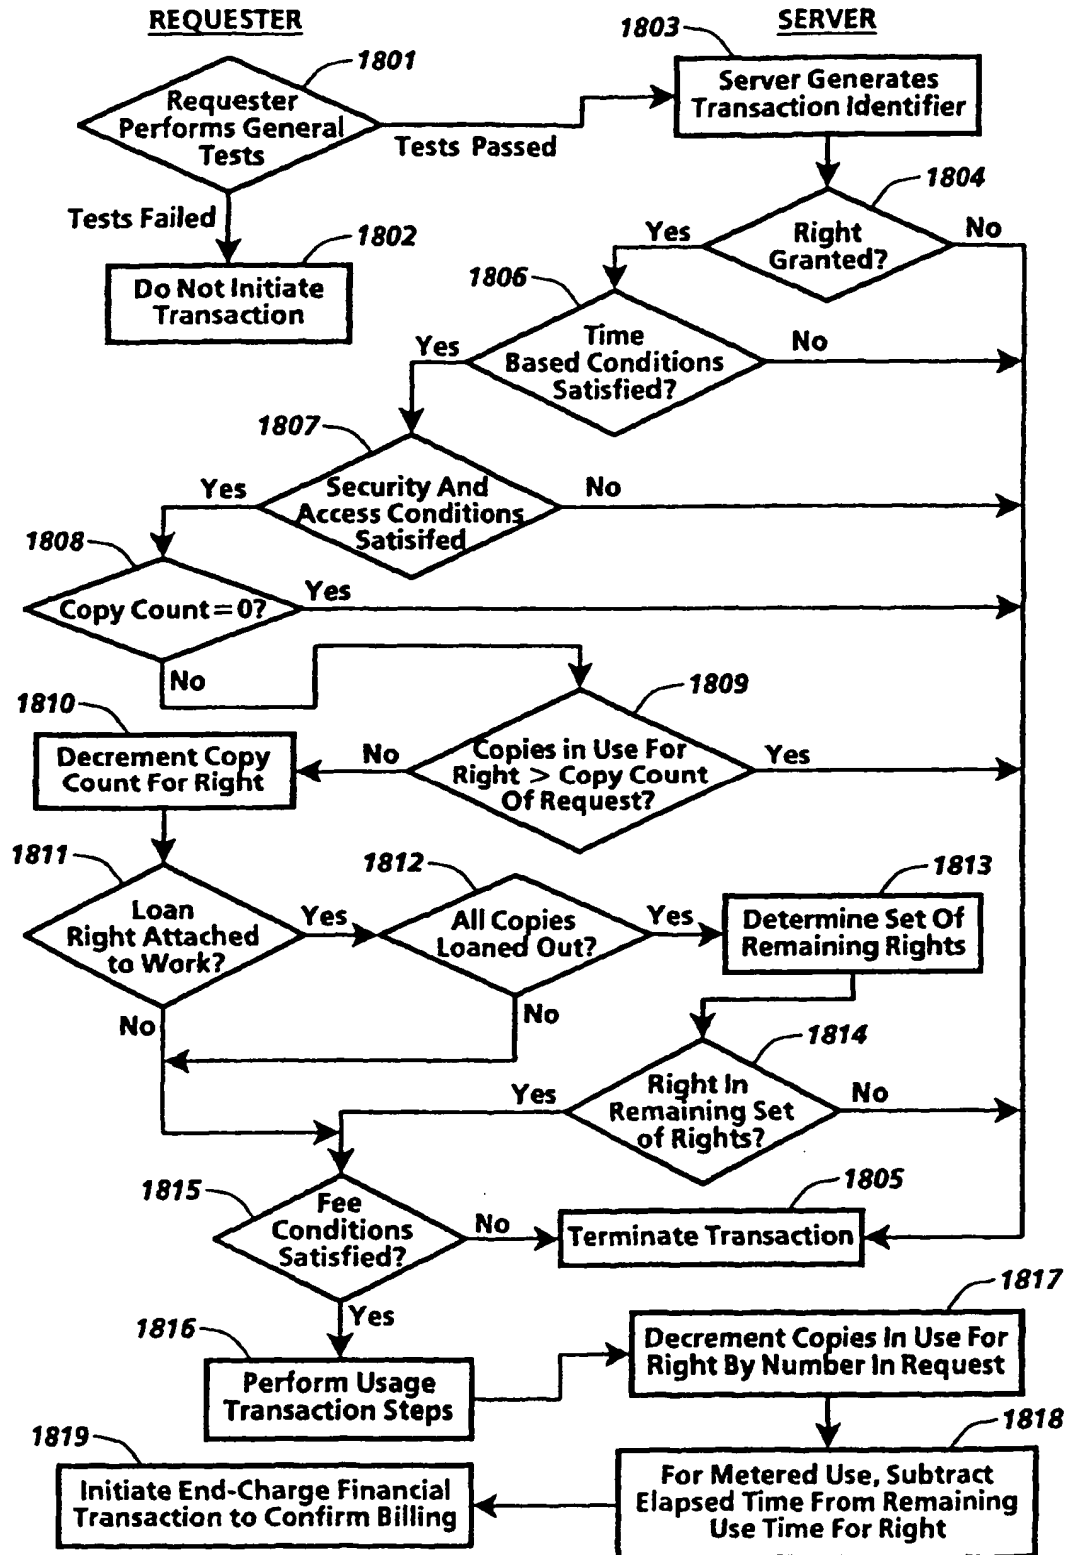 REQUESTER
SERVER
1801
1803
Requester
Performs General
Tests
Server Generates
Transaction Identifier
Tests Passed
Tests Failed
1802
Do Not Initiate
Transaction
1804
Right
Granted?
Yes
No
1806
Time
Based Conditions
Satisfied?
Yes
No
1807
Security And
Access Conditions
Satisifed
Yes
No
1808
Copy Count = 0?
Yes
No
1809
Copies in Use For
Right > Copy Count
Of Request?
No
Yes
1810
Decrement Copy
Count For Right
1811
Loan
Right Attached
to Work?
Yes
No
1812
All Copies
Loaned Out?
Yes
No
1813
Determine Set Of
Remaining Rights
1814
Right In
Remaining Set
of Rights?
Yes
No
1815
Fee
Conditions
Satisfied?
No
Yes
1805
Terminate Transaction
1816
Perform Usage
Transaction Steps
1817
Decrement Copies In Use For
Right By Number In Request
1818
For Metered Use, Subtract
Elapsed Time From Remaining
Use Time For Right
1819
Initiate End-Charge Financial
Transaction to Confirm Billing